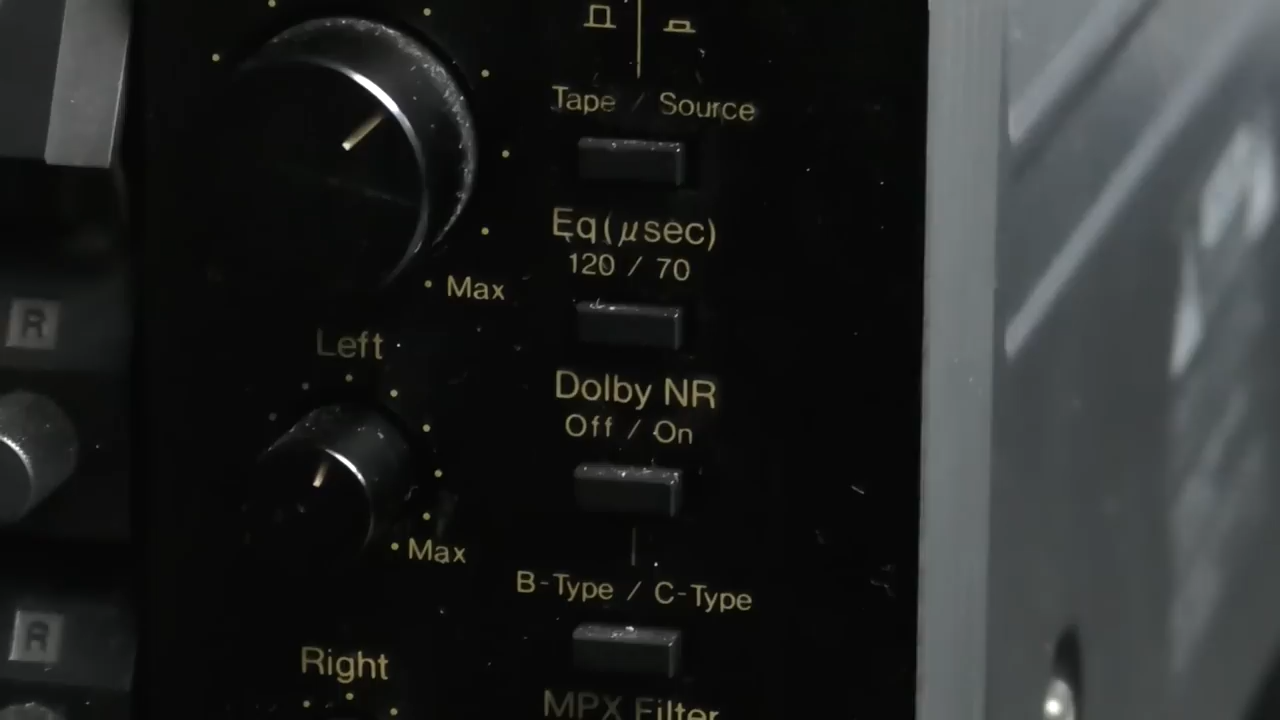 Tape / Source
Eq(μsec)
120 / 70
Max
R
Left
Dolby NR
Off / On
Max
B-Type / C-Type
R
Right
MPX Filter